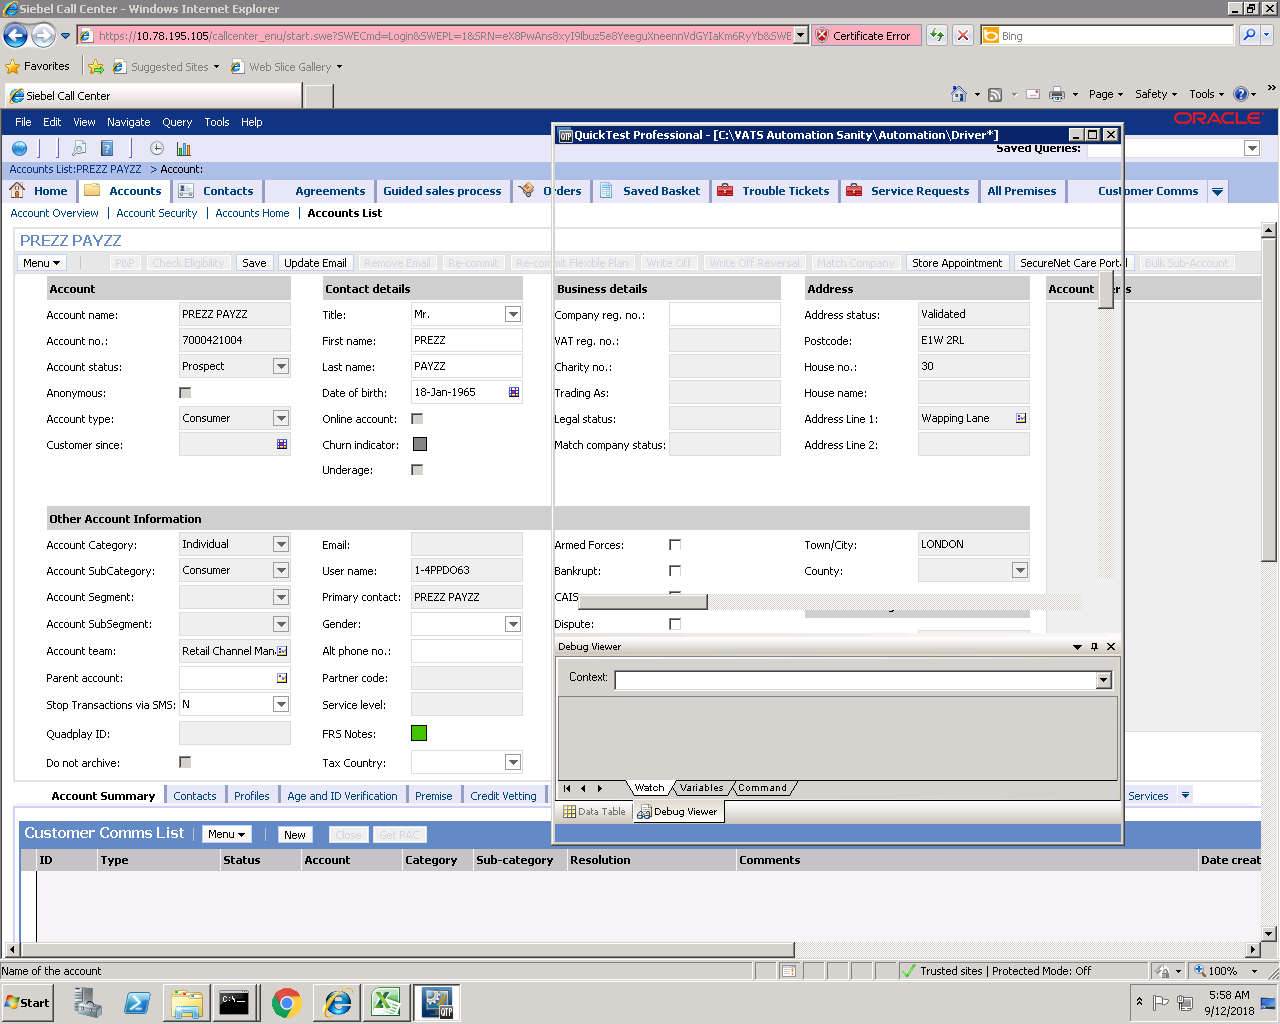 Siebel Call Center - Windows Internet Explorer
https://10.78.195.105/callcenter_enu/start.swe?SWECmd=Login&SWEPL=1&SRN=
Certificate Error
Bing
Favorites
Suggested Sites
Web Slice Gallery
Siebel Call Center
Page
Safety
Tools
File Edit View Navigate Query Tools Help
ORACLE
QuickTest Professional - [C:\VATS Automation Sanity\Automation\Driver*]
Saved Queries:
Accounts List:PREZZ PAYZZ > Account:
Home Accounts Contacts Agreements Guided sales process Orders Saved Basket Trouble Tickets Service Requests All Premises Customer Comms
Account Overview | Account Security | Accounts Home | Accounts List
PREZZ PAYZZ
Menu P&P Check Eligibility Save Update Email Remove Email Re-commit Re-commit Flexible Plan Write Off Write Off Reversal Match Company Store Appointment SecureNet Care Portal Bulk Sub-Account
Account Contact details Business details Address Account
Account name: PREZZ PAYZZ Title: Mr. Company reg. no.: Address status: Validated
Account no.: 7000421004 First name: PREZZ VAT reg. no.: Postcode: E1W 2RL
Account status: Prospect Last name: PAYZZ Charity no.: House no.: 30
Anonymous: Date of birth: 18-Jan-1965 Trading As: House name:
Account type: Consumer Online account: Legal status: Address Line 1: Wapping Lane
Customer since: Churn indicator: Match company status: Address Line 2:
Underage:
Other Account Information
Account Category: Individual Email: Armed Forces: Town/City: LONDON
Account SubCategory: Consumer User name: 1-4PPDO63 Bankrupt: County:
Account Segment: Primary contact: PREZZ PAYZZ CAIS
Account SubSegment: Gender: Dispute:
Account team: Retail Channel Man Alt phone no.:
Parent account: Partner code:
Stop Transactions via SMS: N Service level:
Quadplay ID: FRS Notes:
Do not archive: Tax Country:
Debug Viewer
Context:
Watch Variables Command
Data Table Debug Viewer
Account Summary Contacts Profiles Age and ID Verification Premise Credit Vetting Services
Customer Comms List Menu New Close Get PAC
ID Type Status Account Category Sub-category Resolution Comments Date creat
Name of the account
Trusted sites | Protected Mode: Off
100%
Start
C:\
QTP
5:58 AM
9/12/2018